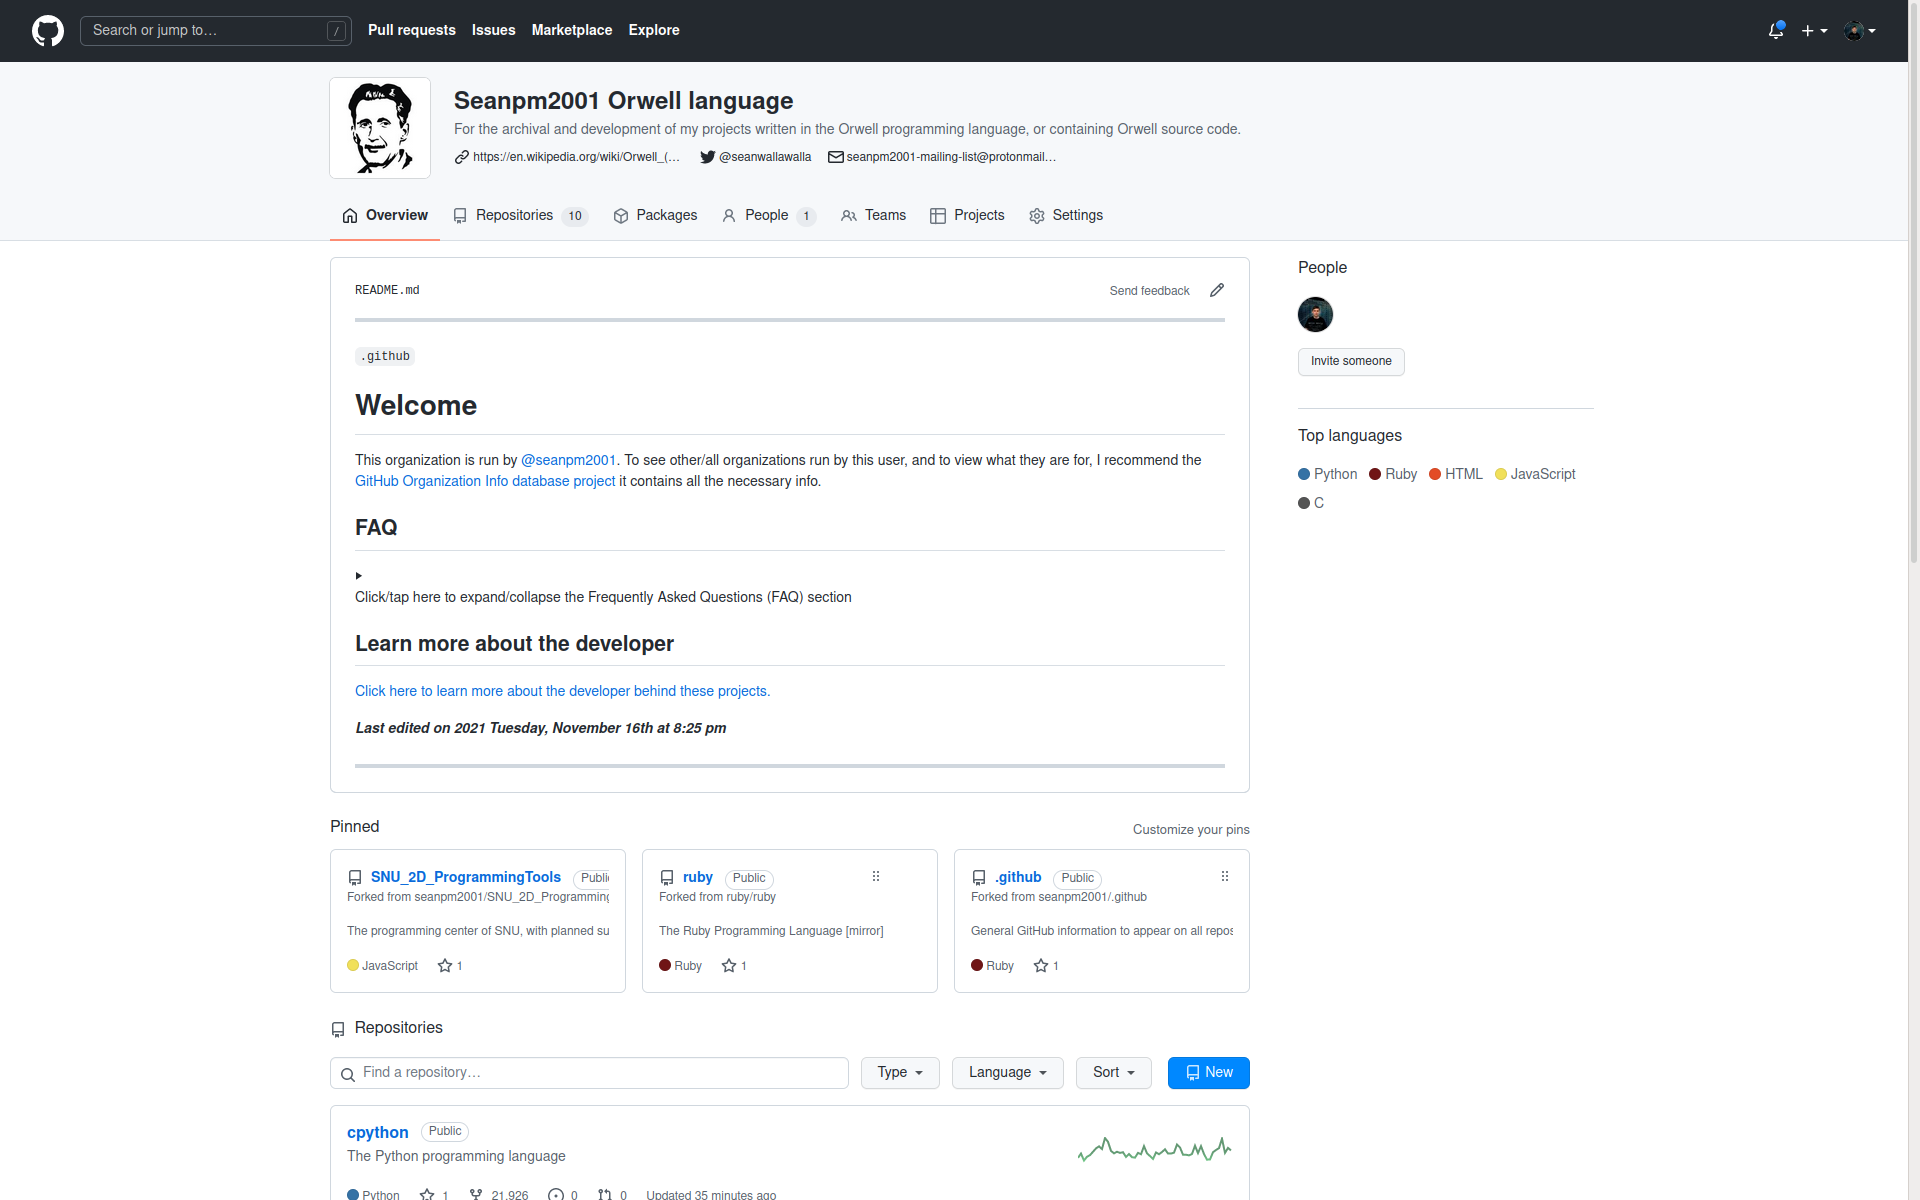 Search or jump to…
/
Pull requests
Issues
Marketplace
Explore
Seanpm2001 Orwell language
For the archival and development of my projects written in the Orwell programming language, or containing Orwell source code.
https://en.wikipedia.org/wiki/Orwell_(…
@seanwallawalla
seanpm2001-mailing-list@protonmail…
Overview
Repositories 10
Packages
People 1
Teams
Projects
Settings
README.md
Send feedback
.github
Welcome
This organization is run by @seanpm2001. To see other/all organizations run by this user, and to view what they are for, I recommend the
GitHub Organization Info database project it contains all the necessary info.
FAQ
Click/tap here to expand/collapse the Frequently Asked Questions (FAQ) section
Learn more about the developer
Click here to learn more about the developer behind these projects.
Last edited on 2021 Tuesday, November 16th at 8:25 pm
People
Invite someone
Top languages
Python
Ruby
HTML
JavaScript
C
Pinned
Customize your pins
SNU_2D_ProgrammingTools
Forked from seanpm2001/SNU_2D_Programming
The programming center of SNU, with planned su
JavaScript
1
ruby
Public
Forked from ruby/ruby
The Ruby Programming Language [mirror]
Ruby
1
.github
Public
Forked from seanpm2001/.github
General GitHub information to appear on all repos
Ruby
1
Repositories
Find a repository…
Type
Language
Sort
New
cpython
Public
The Python programming language
Python
1
21,926
0
0
Updated 35 minutes ago